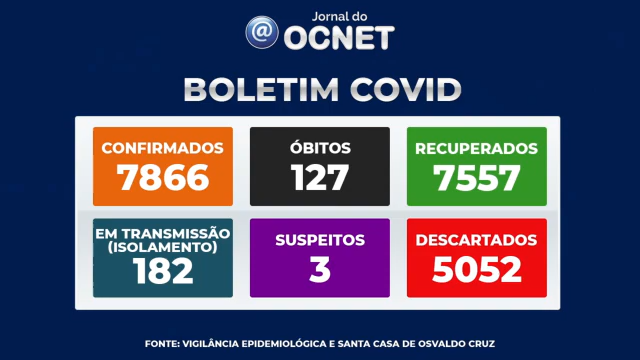 Jornal do
@ OCNET
BOLETIM COVID
CONFIRMADOS
7866
ÓBITOS
127
RECUPERADOS
7557
EM TRANSMISSÃO
(ISOLAMENTO)
182
SUSPEITOS
3
DESCARTADOS
5052
FONTE: VIGILÂNCIA EPIDEMIOLÓGICA E SANTA CASA DE OSVALDO CRUZ